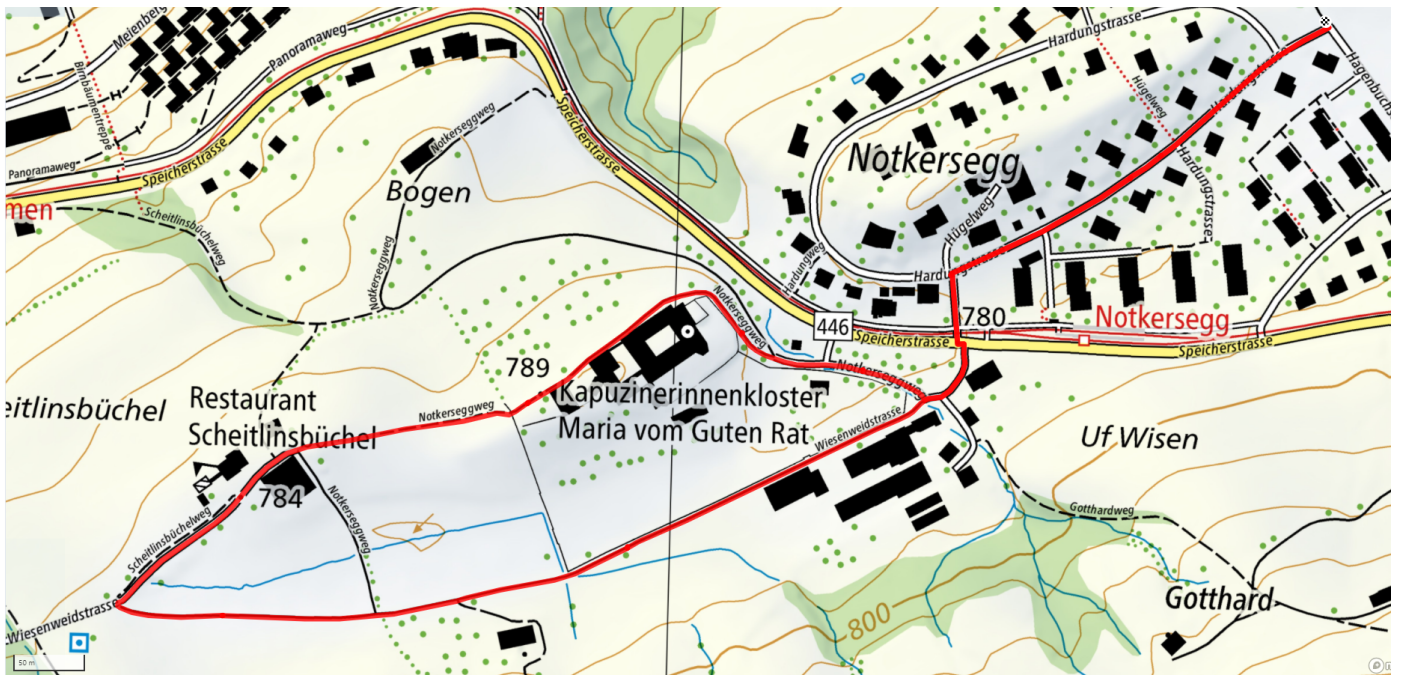 Meienberg
Panoramaweg
Hardungstrasse
Birnbäumentreppe
Hagenbuchs
Hügelweg
Hardungstrasse
Speicherstrasse
Notkerseggweg
Notkersegg
Panoramaweg
Speicherstrasse
Bogen
Hardungstrasse
men
Scheitlinsbüchelweg
Hügelweg
Notkerseggweg
Hardungweg
Hardungstrasse
Notkerseggweg
780
Notkersegg
446
Speicherstrasse
Speicherstrasse
789
Notkerseggweg
Kapuzinerinnenkloster
Maria vom Guten Rat
Restaurant
Scheitlinsbüchel
eitlinsbüchel
Notkerseggweg
Wiesenweidstrasse
Uf Wisen
784
Notkerseggweg
Scheitlinsbüchelweg
Gotthardweg
Wiesenweidstrasse
Gotthard
800
50 m